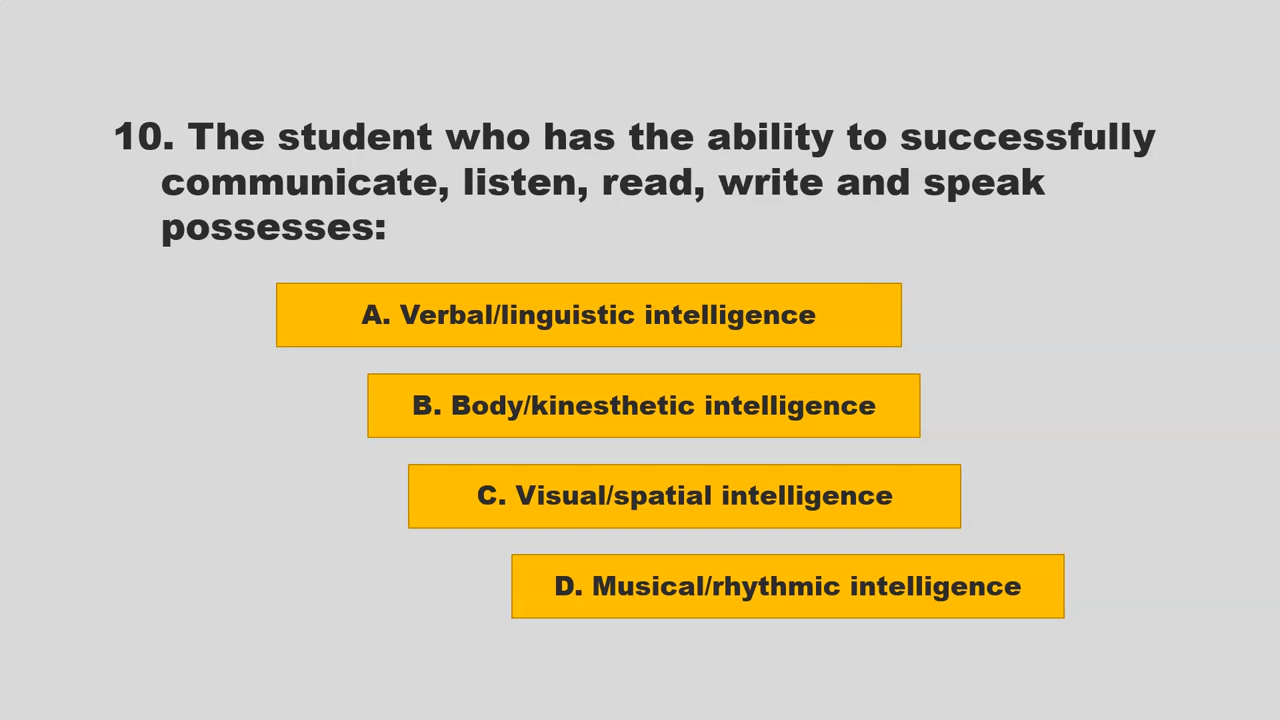 10. The student who has the ability to successfully
communicate, listen, read, write and speak
possesses:
A. Verbal/linguistic intelligence
B. Body/kinesthetic intelligence
C. Visual/spatial intelligence
D. Musical/rhythmic intelligence